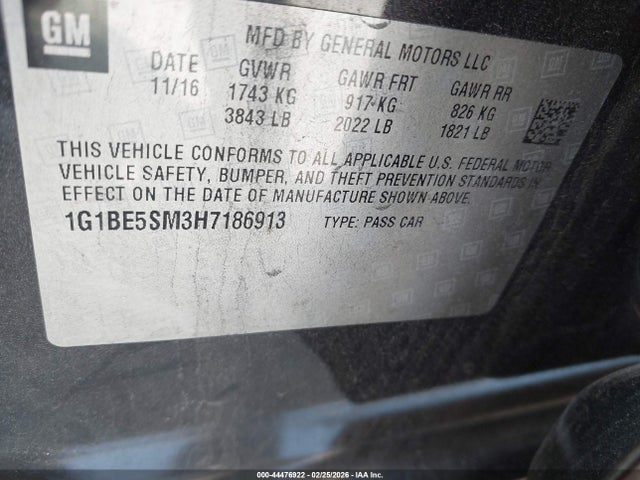 GM
MFD BY GENERAL MOTORS LLC
DATE GVWR GAWR FRT GAWR RR
11/16 1743 KG 917 KG 826 KG
3843 LB 2022 LB 1821 LB
THIS VEHICLE CONFORMS TO ALL APPLICABLE U.S. FEDERAL MOTOR
VEHICLE SAFETY, BUMPER, AND THEFT PREVENTION STANDARDS IN
EFFECT ON THE DATE OF MANUFACTURE SHOWN ABOVE.
1G1BE5SM3H7186913 TYPE: PASS CAR
000-44476922 - 02/25/2026 - IAA Inc.